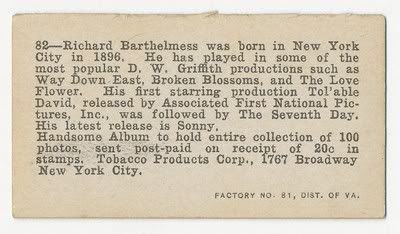 82—Richard Barthelmess was born in New York
City in 1896. He has played in some of the
most popular D. W. Griffith productions such as
Way Down East, Broken Blossoms, and The Love
Flower. His first starring production Tol'able
David, released by Associated First National Pic-
tures, Inc., was followed by The Seventh Day.
His latest release is Sonny.
Handsome Album to hold entire collection of 100
photos, sent post-paid on receipt of 20c in
stamps. Tobacco Products Corp., 1767 Broadway
New York City.
FACTORY NO. 81, DIST. OF VA.